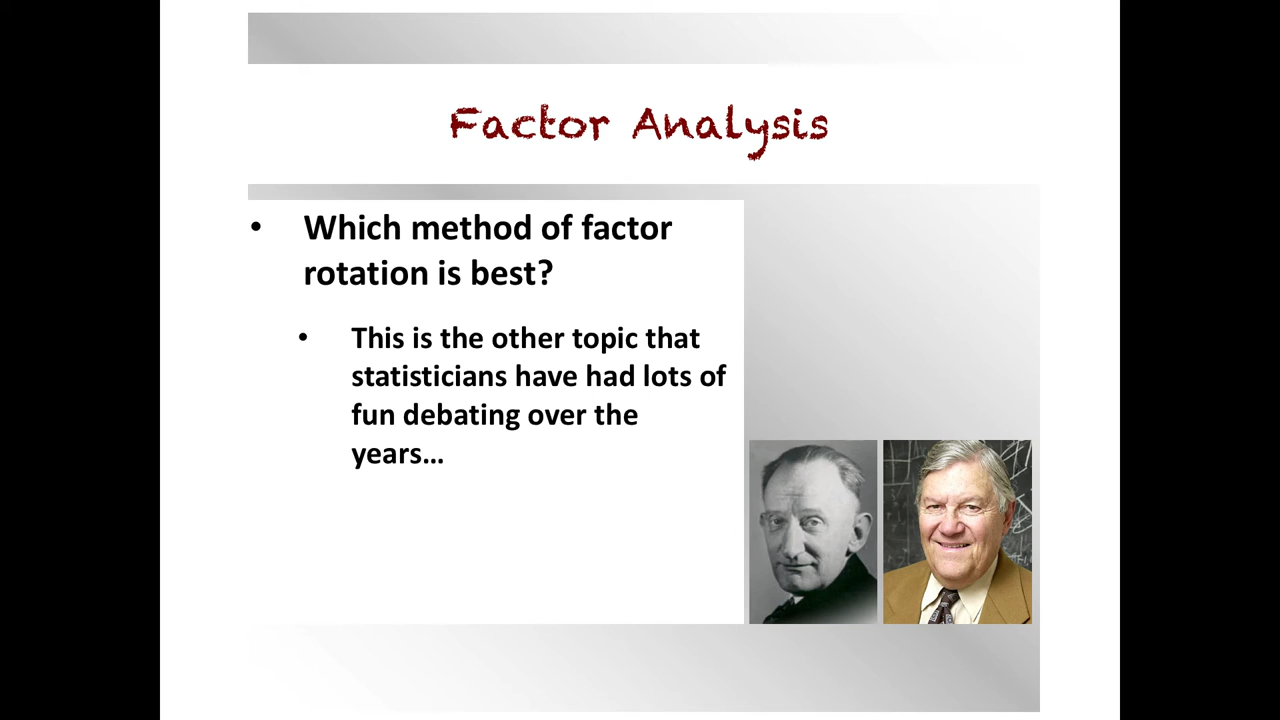 Factor Analysis
• Which method of factor
rotation is best?
• This is the other topic that
statisticians have had lots of
fun debating over the
years…